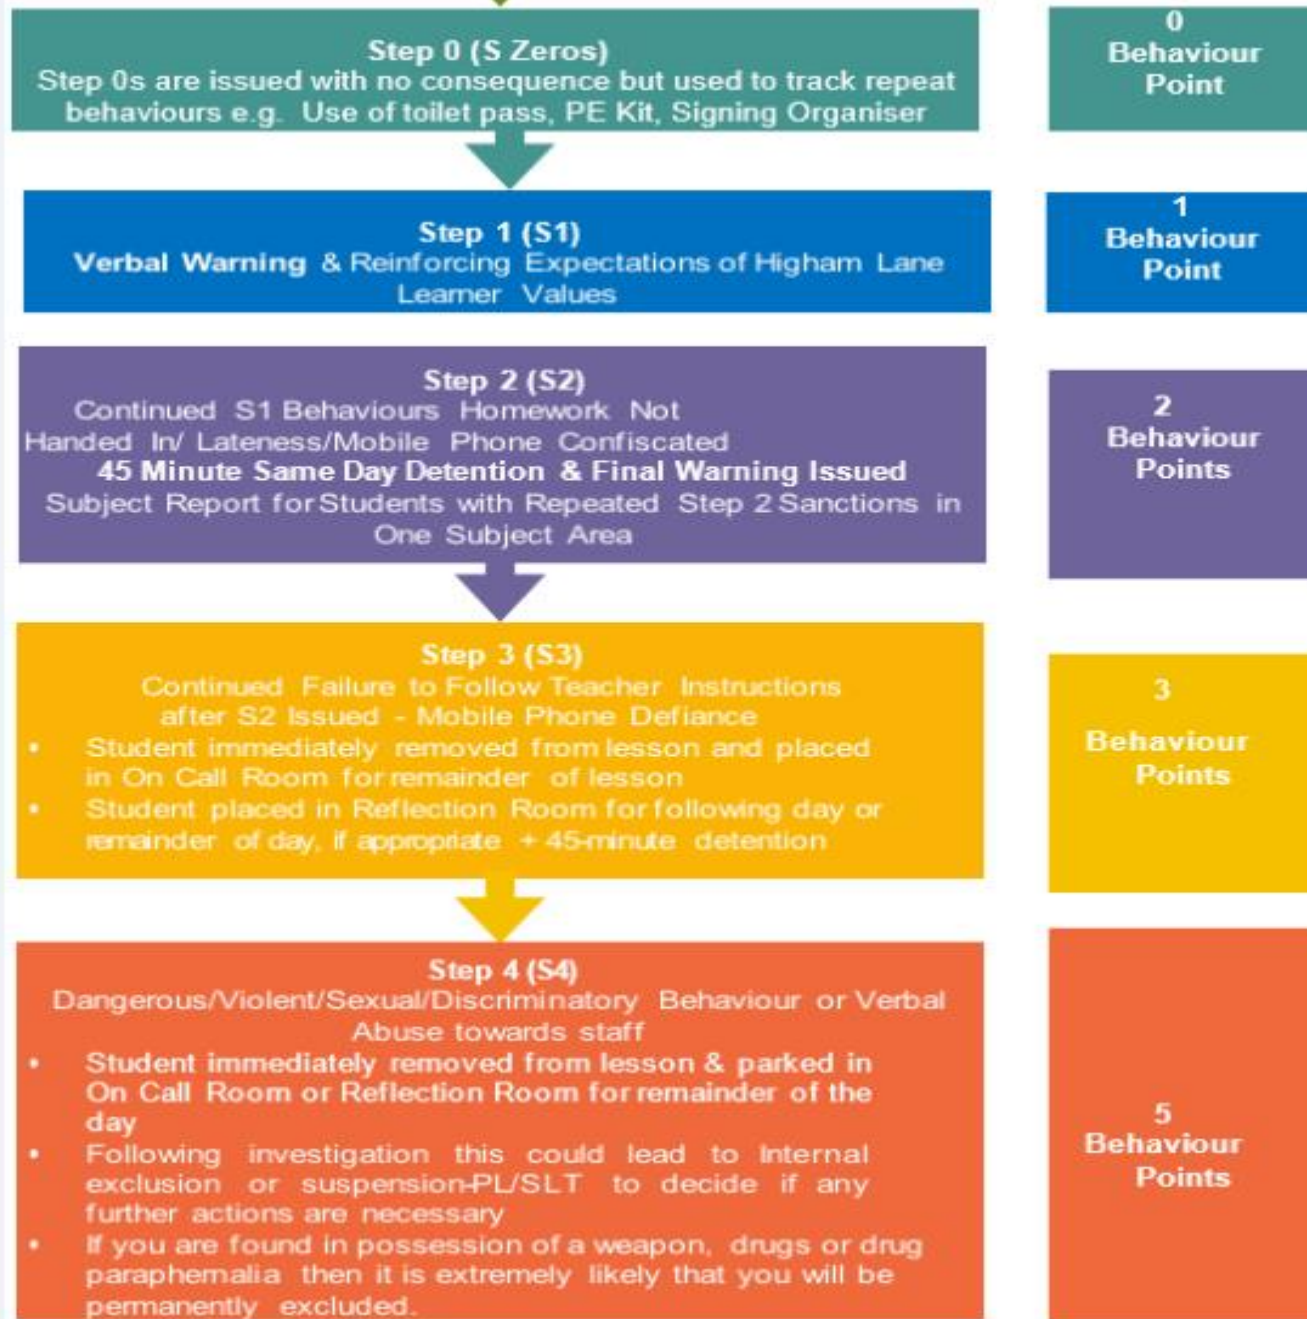 Step 0 (S Zeros)
Step 0s are issued with no consequence but used to track repeat
behaviours e.g. Use of toilet pass, PE Kit, Signing Organiser
0
Behaviour
Point
Step 1 (S1)
Verbal Warning & Reinforcing Expectations of Higham Lane
Learner Values
1
Behaviour
Point
Step 2 (S2)
Continued S1 Behaviours Homework Not
Handed In/ Lateness/Mobile Phone Confiscated
45 Minute Same Day Detention & Final Warning Issued
Subject Report for Students with Repeated Step 2 Sanctions in
One Subject Area
2
Behaviour
Points
Step 3 (S3)
Continued Failure to Follow Teacher Instructions
after S2 Issued - Mobile Phone Defiance
• Student immediately removed from lesson and placed
in On Call Room for remainder of lesson
• Student placed in Reflection Room for following day or
remainder of day, if appropriate + 45-minute detention
3
Behaviour
Points
Step 4 (S4)
Dangerous/Violent/Sexual/Discriminatory Behaviour or Verbal
Abuse towards staff
• Student immediately removed from lesson & parked in
On Call Room or Reflection Room for remainder of the
day
• Following investigation this could lead to Internal
exclusion or suspension-PL/SLT to decide if any
further actions are necessary
• If you are found in possession of a weapon, drugs or drug
paraphernalia then it is extremely likely that you will be
permanently excluded.
5
Behaviour
Points